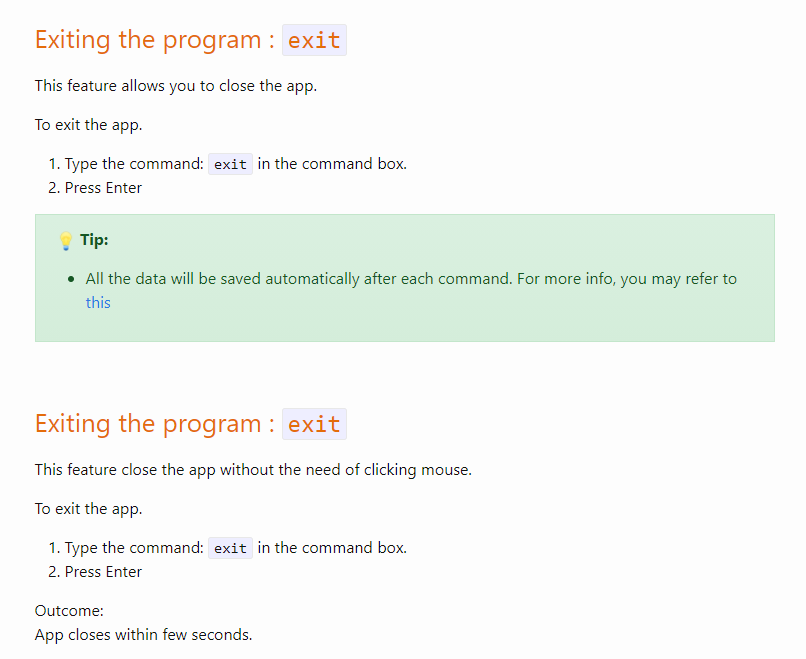 Exiting the program : exit
This feature allows you to close the app.
To exit the app.
1. Type the command: exit in the command box.
2. Press Enter
💡 Tip:
• All the data will be saved automatically after each command. For more info, you may refer to
this
Exiting the program : exit
This feature close the app without the need of clicking mouse.
To exit the app.
1. Type the command: exit in the command box.
2. Press Enter
Outcome:
App closes within few seconds.